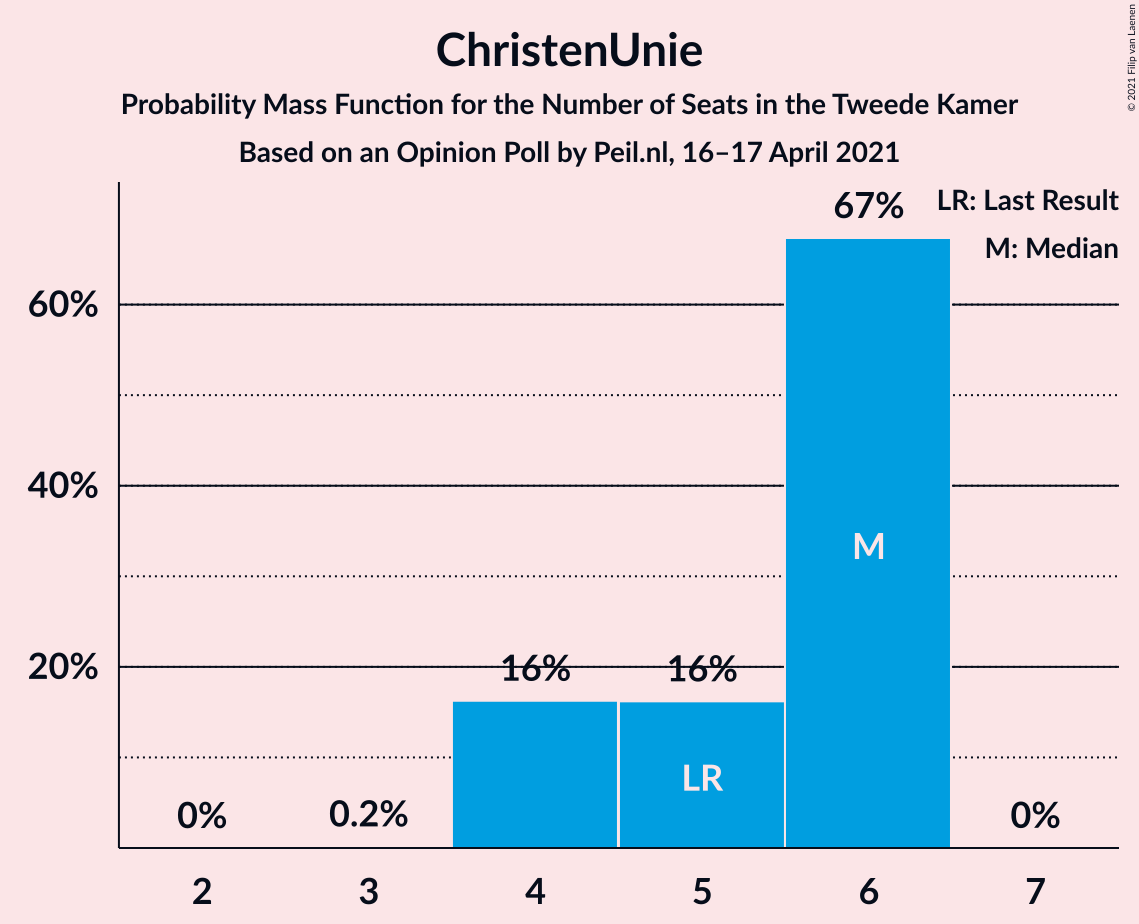 ChristenUnie
Probability Mass Function for the Number of Seats in the Tweede Kamer
Based on an Opinion Poll by Peil.nl, 16–17 April 2021
© 2021 Filip van Laenen
LR: Last Result
M: Median
67%
60%
40%
M
20%
16%
16%
LR
0%
0.2%
0%
2 3 4 5 6 7